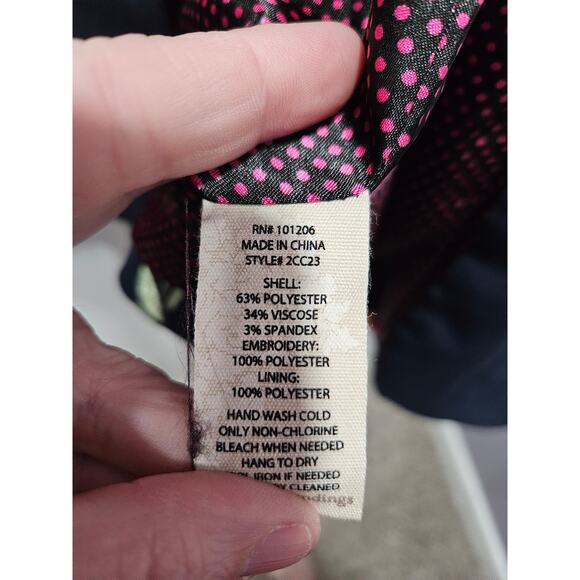 RN# 101206
MADE IN CHINA
STYLE# 2CC23
SHELL:
63% POLYESTER
34% VISCOSE
3% SPANDEX
EMBROIDERY:
100% POLYESTER
LINING:
100% POLYESTER
HAND WASH COLD
ONLY NON-CHLORINE
BLEACH WHEN NEEDED
HANG TO DRY
IRON IF NEEDED
CLEANED